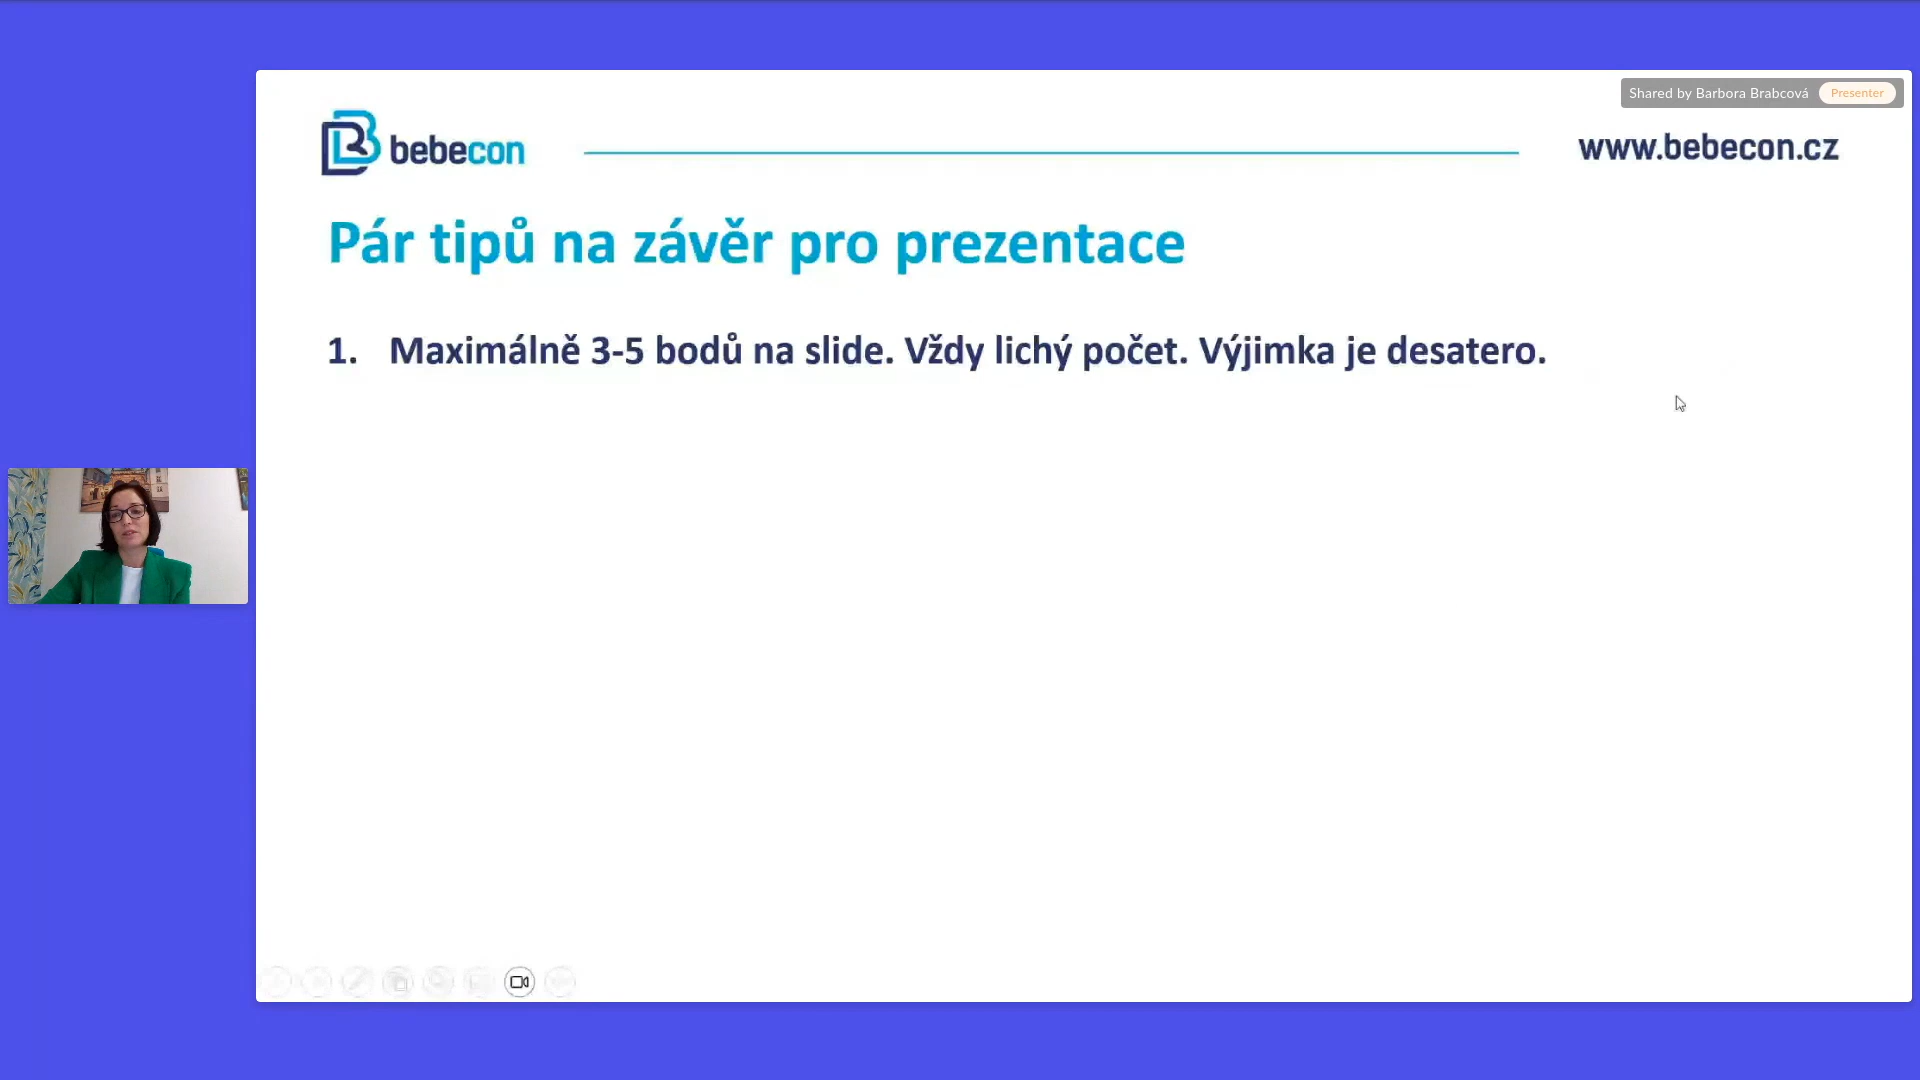 Shared by Barbora Brabcová Presenter
bebecon
www.bebecon.cz
Pár tipů na závěr pro prezentace
1. Maximálně 3-5 bodů na slide. Vždy lichý počet. Výjimka je desatero.